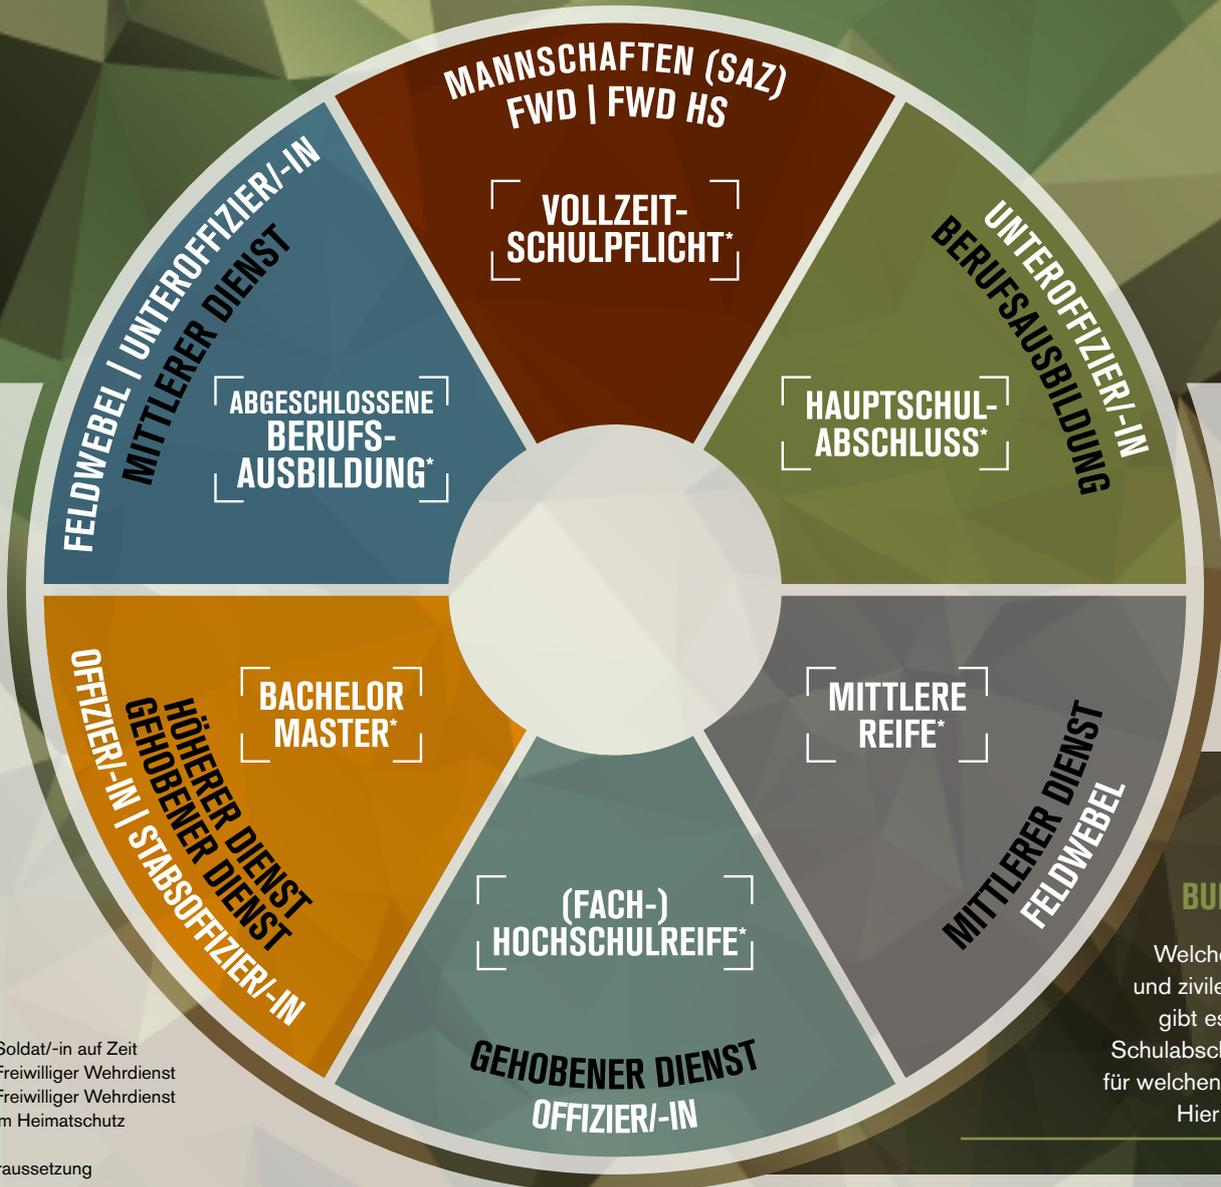 MANNSCHAFTEN (SAZ)
FWD | FWD HS
VOLLZEIT-
SCHULPFLICHT*
UNTEROFFIZIER/-IN
BERUFSAUSBILDUNG
HAUPTSCHUL-
ABSCHLUSS*
MITTLERE
REIFE*
MITTLERER DIENST
FELDWEBEL
(FACH-)
HOCHSCHULREIFE*
GEHOBENER DIENST
OFFIZIER/-IN
BACHELOR
MASTER*
HÖHERER DIENST
GEHOBENER DIENST
OFFIZIER/-IN | STABSOFFIZIER/-IN
FELDWEBEL | UNTEROFFIZIER/-IN
MITTLERER DIENST
ABGESCHLOSSENE
BERUFS-
AUSBILDUNG*
Soldat/-in auf Zeit
Freiwilliger Wehrdienst
Freiwilliger Wehrdienst
m Heimatschutz
raussetzung
BU
Welch
und zivile
gibt es
Schulabsch
für welchen
Hier